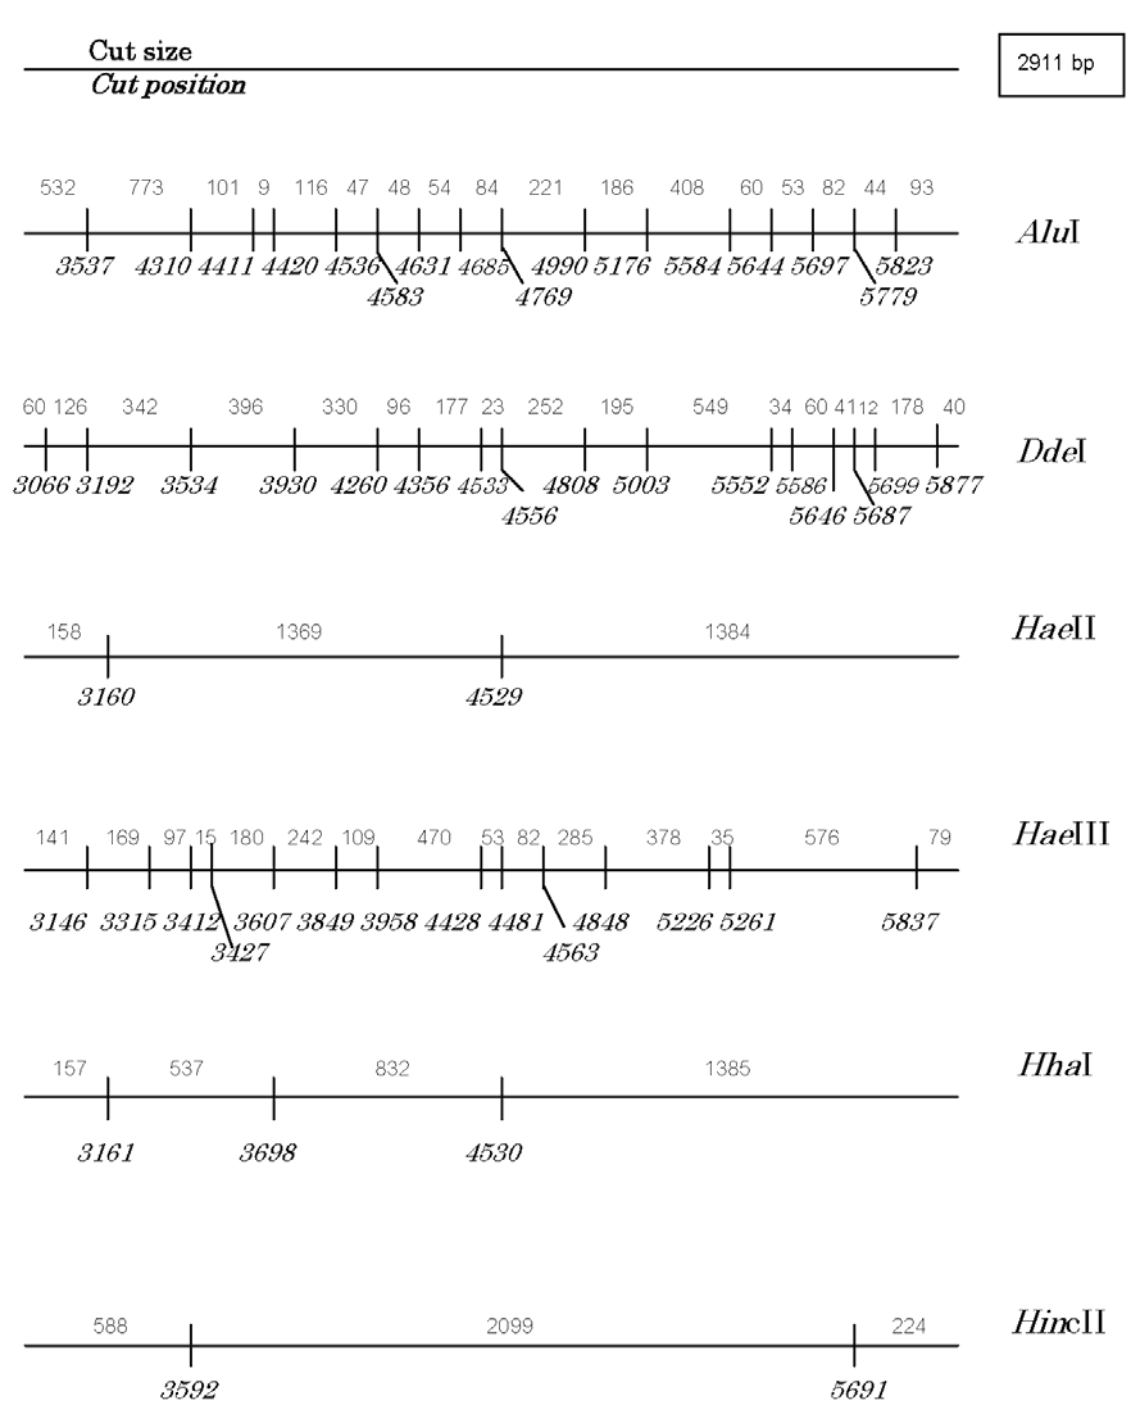 Cut size
Cut position
2911 bp
532 773 101 9 116 47 48 54 84 221 186 408 60 53 82 44 93
AluI
3537 4310 4411 4420 4536 4631 4685 4990 5176 5584 5644 5697 5823
4583 4769 5779
60 126 342 396 330 96 177 23 252 195 549 34 60 41 12 178 40
DdeI
3066 3192 3534 3930 4260 4356 4533 4808 5003 5552 5586 5699 5877
4556 5646 5687
158 1369 1384
HaeII
3160 4529
141 169 97 15 180 242 109 470 53 82 285 378 35 576 79
HaeIII
3146 3315 3412 3607 3849 3958 4428 4481 4848 5226 5261 5837
3427 4563
157 537 832 1385
HhaI
3161 3698 4530
588 2099 224
HincII
3592 5691